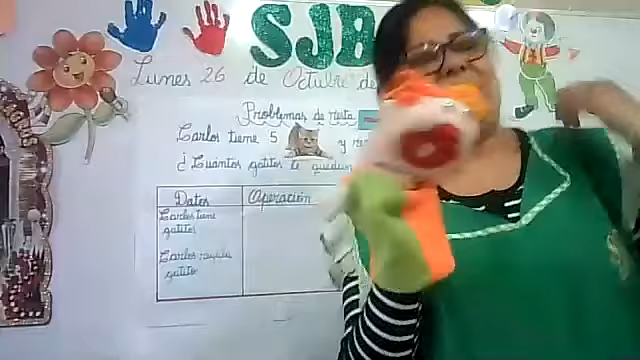 SJB
Lunes 26 de Octubre de
Problemas de resta
Carlos tiene 5 y
¿Cuántos gatitos le quedan
Datos Operación
Carlos tiene
gatitos
Carlos regala
gatitos